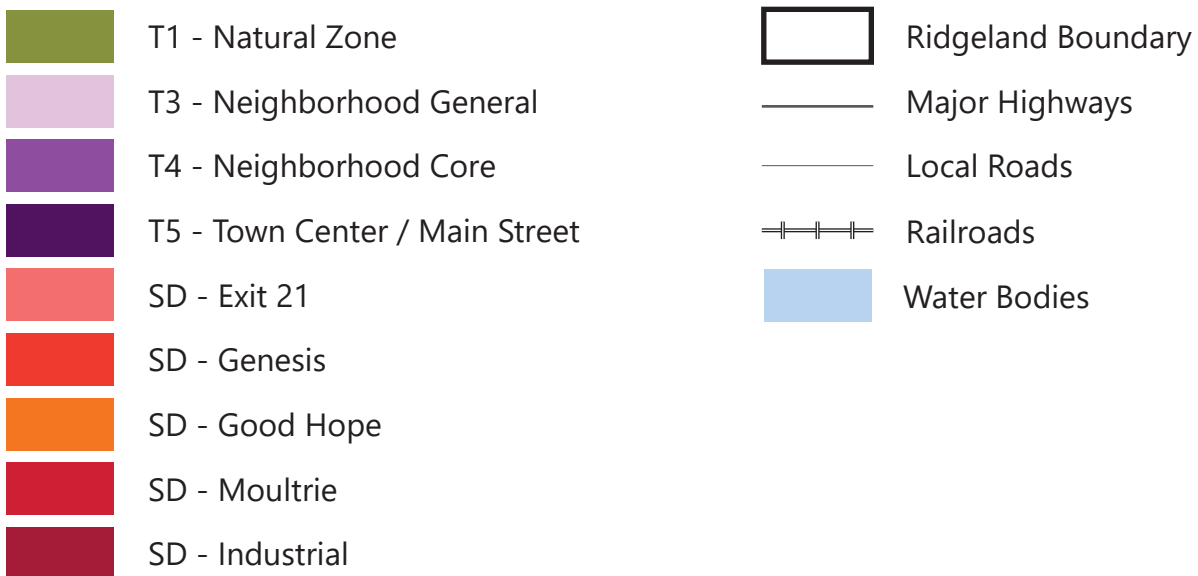 T1 - Natural Zone
T3 - Neighborhood General
T4 - Neighborhood Core
T5 - Town Center / Main Street
SD - Exit 21
SD - Genesis
SD - Good Hope
SD - Moultrie
SD - Industrial
Ridgeland Boundary
Major Highways
Local Roads
Railroads
Water Bodies